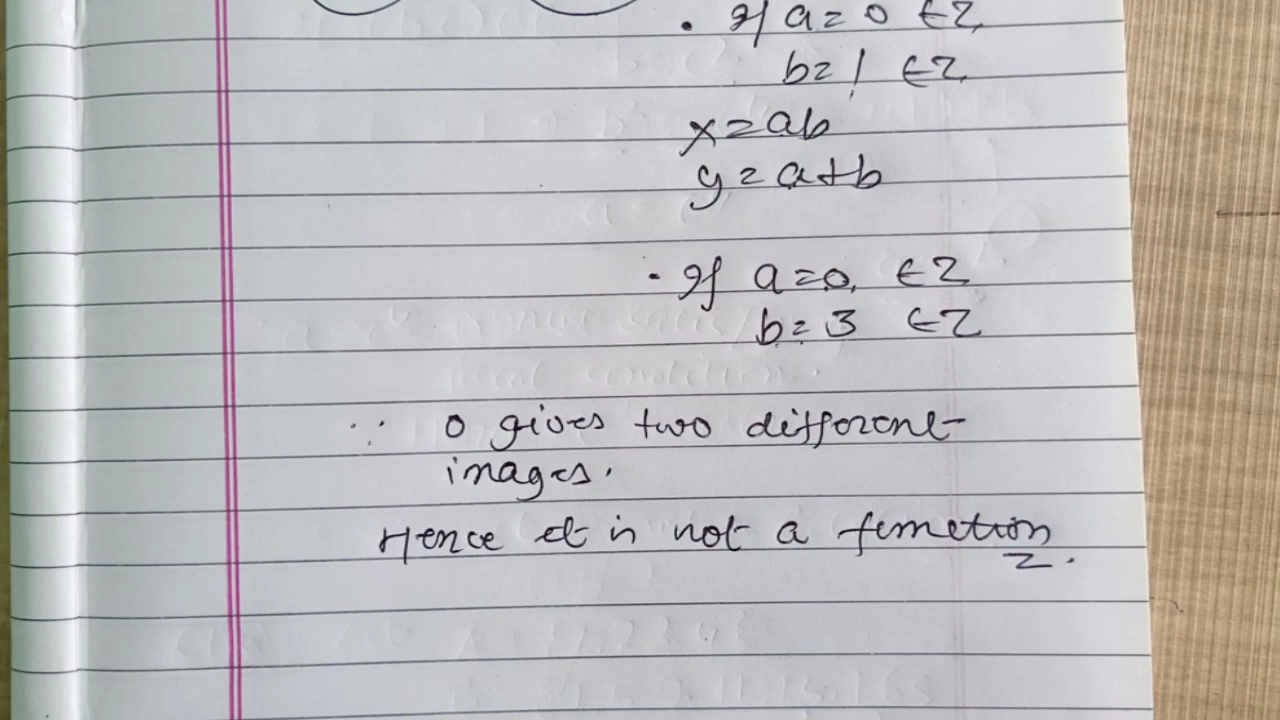 · If a = 0 ∈ Z
b = 1 ∈ Z
x = ab
y = a+b
· If a = 0, ∈ Z
b = 3 ∈ Z
∵ 0 gives two different
images.
Hence it is not a function